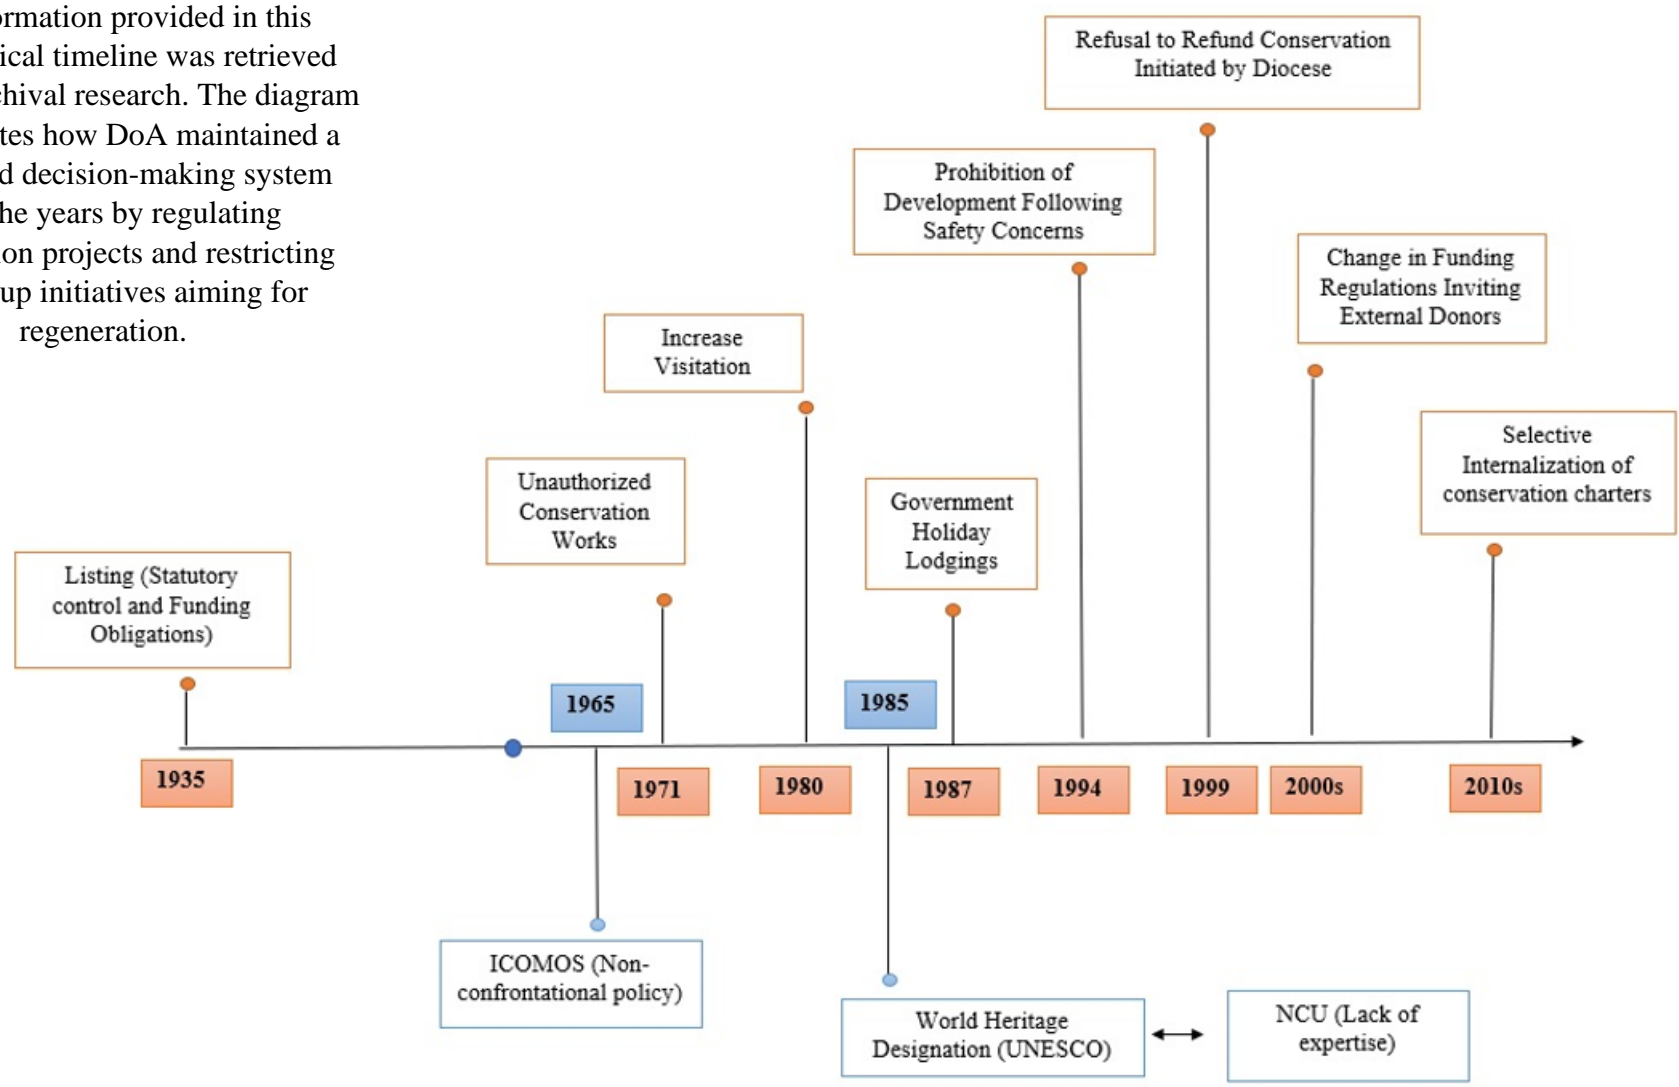 ormation provided in this
ical timeline was retrieved
chival research. The diagram
tes how DoA maintained a
d decision-making system
he years by regulating
ion projects and restricting
up initiatives aiming for
regeneration.
Refusal to Refund Conservation
Initiated by Diocese
Prohibition of
Development Following
Safety Concerns
Change in Funding
Regulations Inviting
External Donors
Increase
Visitation
Selective
Internalization of
conservation charters
Unauthorized
Conservation
Works
Government
Holiday
Lodgings
Listing (Statutory
control and Funding
Obligations)
1965
1985
1935
1971
1980
1987
1994
1999
2000s
2010s
ICOMOS (Non-
confrontational policy)
World Heritage
Designation (UNESCO)
NCU (Lack of
expertise)